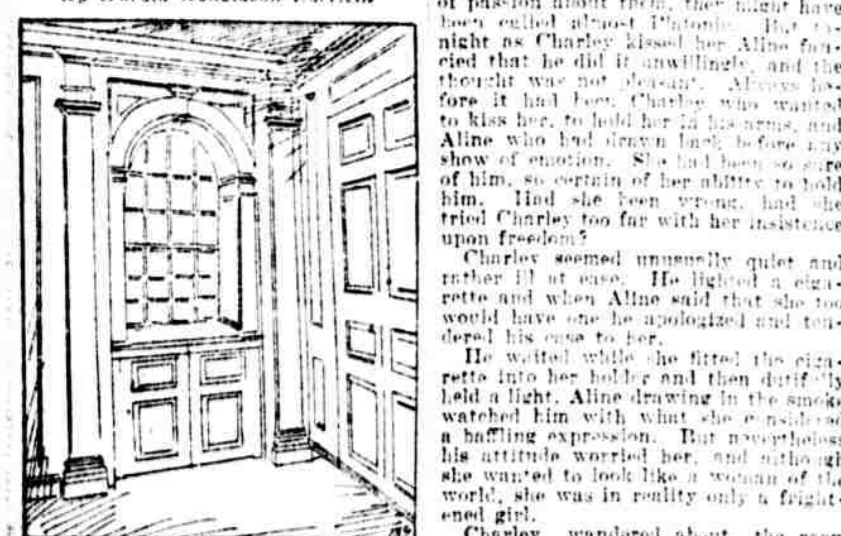 of passion about them, they might have
been called almost Platonic. But to-
night as Charley kissed her Aline fan-
cied that he did it unwillingly, and the
thought was not pleasant. Always be-
fore it had been Charley who wanted
to kiss her, to hold her in his arms, and
Aline who had drawn back before any
show of emotion. She had been so sure
of him, so certain of her ability to hold
him. Had she been wrong, had she
tried Charley too far with her insistence
upon freedom?
Charley seemed unusually quiet and
rather ill at ease. He lighted a ciga-
rette and when Aline said that she too
would have one he apologized and ten-
dered his case to her.
He waited while she fitted the ciga-
rette into her holder and then dutifully
held a light. Aline drawing in the smoke
watched him with what she considered
a baffling expression. But nevertheless
his attitude worried her, and although
she wanted to look like a woman of the
world, she was in reality only a fright-
ened girl.
Charley wandered about the room